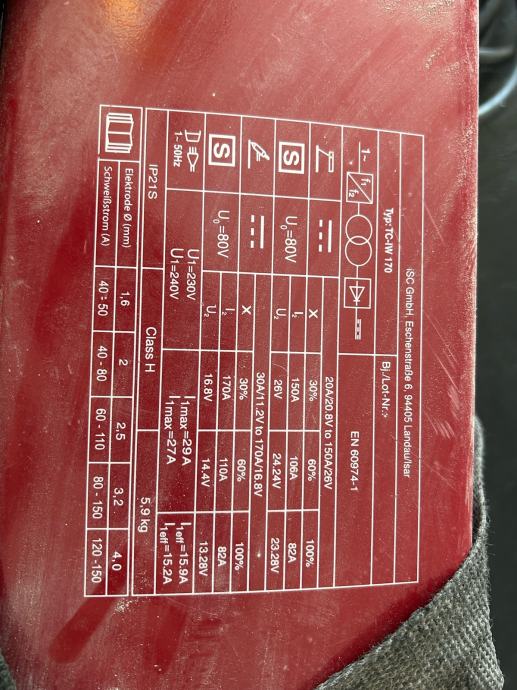 iSC GmbH, Eschenstraße 6, 94405 Landau/Isar
Typ: TC-IW 170 Bj./Lot-Nr.:
1~ f1/f2 EN 60974-1
20A/20.8V to 150A/26V
X 30% 60% 100%
S U0=80V I2 150A 106A 82A
U2 26V 24.24V 23.28V
30A/11.2V to 170A/16.8V
X 30% 60% 100%
S U0=80V I2 170A 110A 82A
U2 16.8V 14.4V 13.28V
1~ 50Hz U1=230V I1max=29A I1eff=15.9A
U1=240V I1max=27A I1eff=15.2A
IP21S Class H 5,9 kg
Elektrode Ø (mm) 1,6 2 2,5 3,2 4,0
Schweißstrom (A) 40 - 50 40 - 80 60 - 110 80 - 150 120 -150